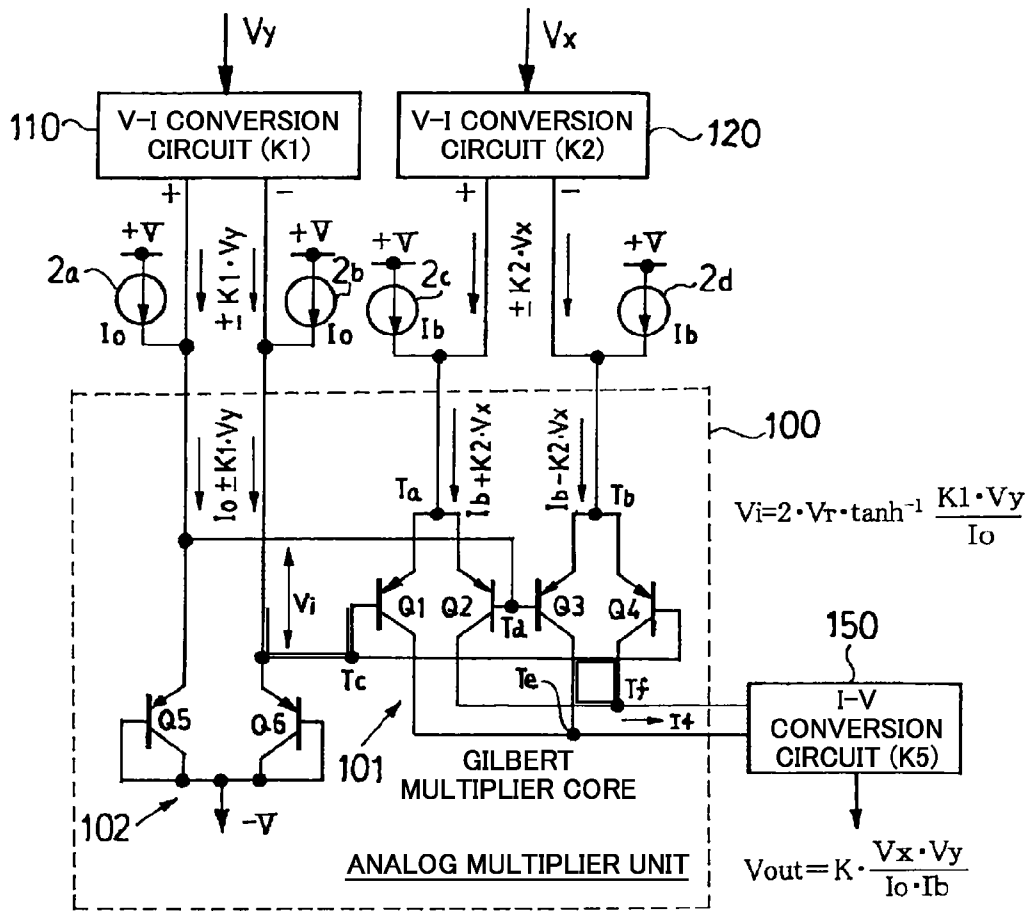 Vy
Vx
110
V-I CONVERSION
CIRCUIT (K1)
V-I CONVERSION
CIRCUIT (K2)
120
+ −
+ −
+V
2a
Io
±K1·Vy
+V
2b
Io
+V
2c
Ib
±K2·Vx
+V
2d
Ib
100
Io±K1·Vy
Ib+K2·Vx
Ib−K2·Vx
Ta
Tb
Vi=2·VT·tanh⁻¹ K1·Vy
Io
Vi
Q1
Q2
Td
Q3
Q4
Tc
Te
Tf
I4
150
I-V
CONVERSION
CIRCUIT (K5)
Q5
Q6
101
GILBERT
MULTIPLIER CORE
102
−V
ANALOG MULTIPLIER UNIT
Vout=K· Vx·Vy
Io·Ib